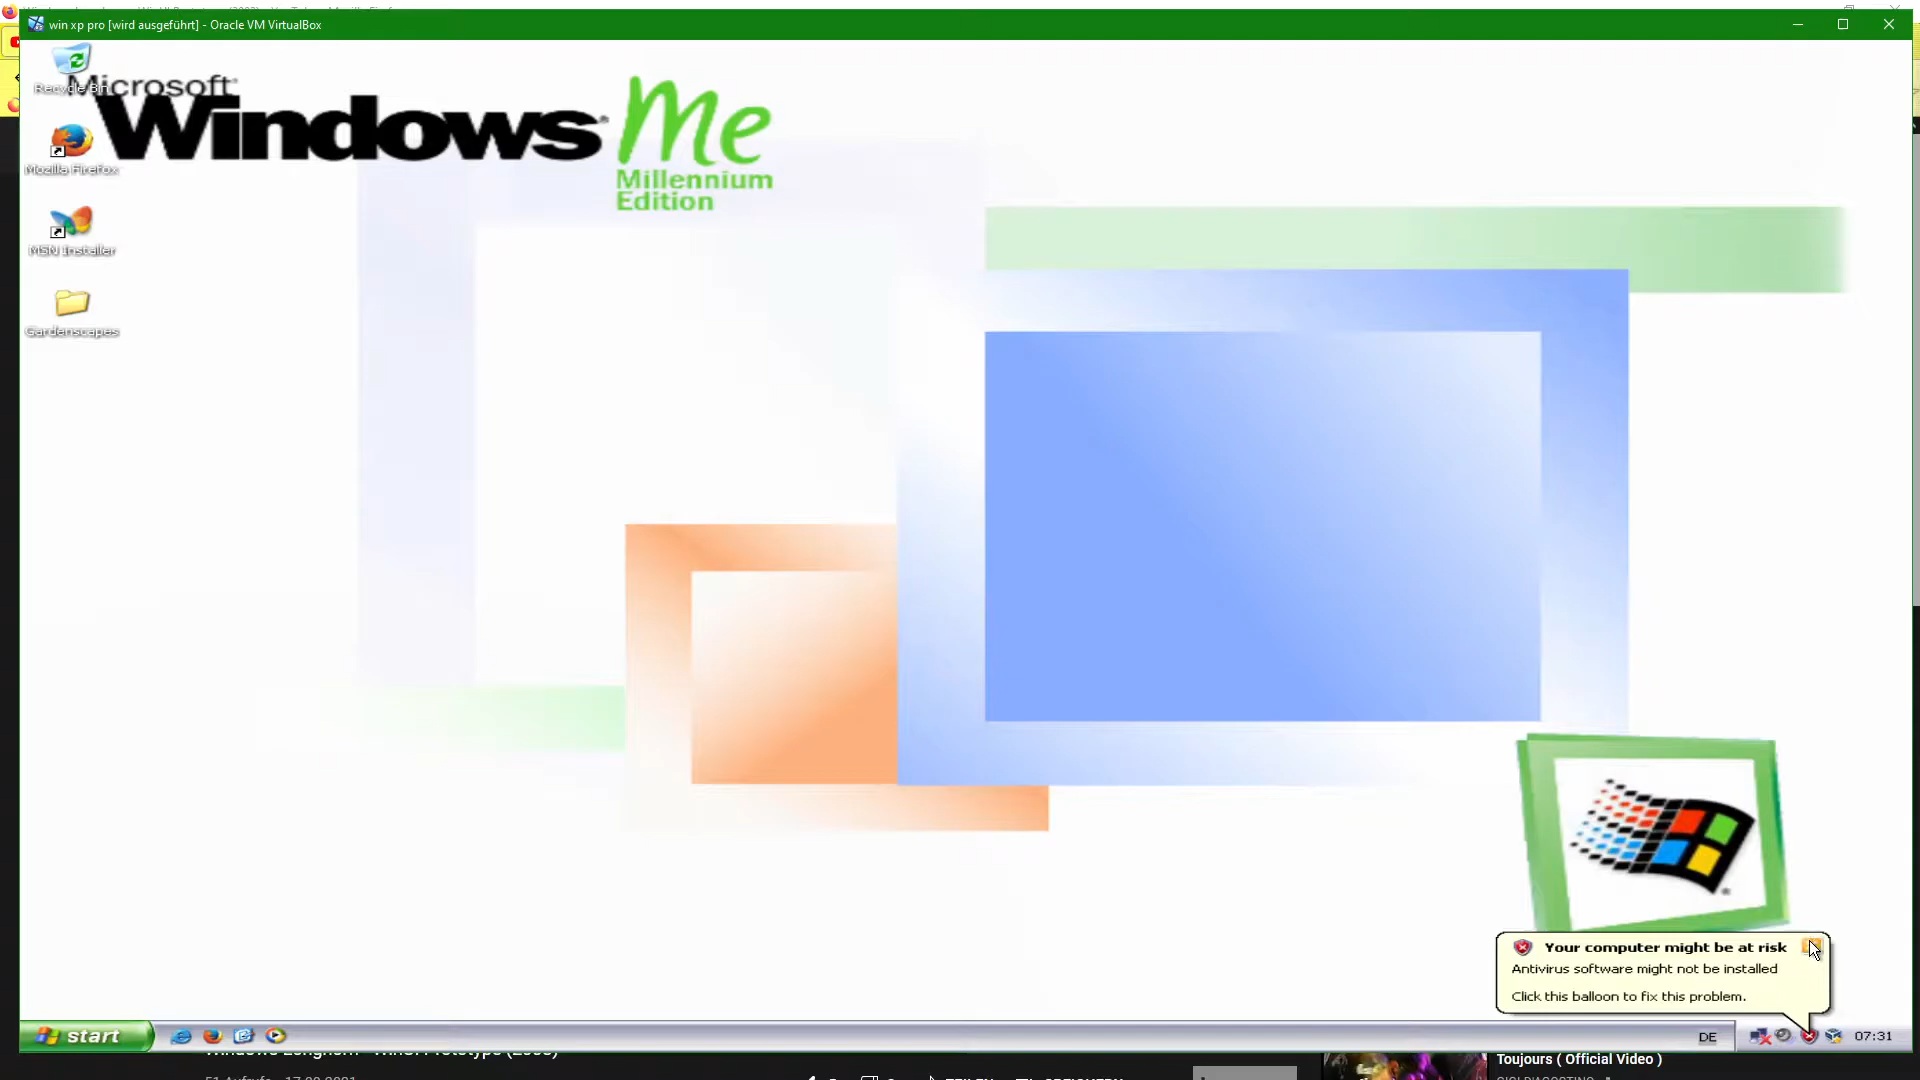 win xp pro [wird ausgeführt] - Oracle VM VirtualBox
Recycle Bin
Microsoft
Windows Me
Millennium
Edition
Mozilla Firefox
MSN Installer
Gardenscapes
Your computer might be at risk
Antivirus software might not be installed
Click this balloon to fix this problem.
start
DE
07:31
Toujours ( Official Video )